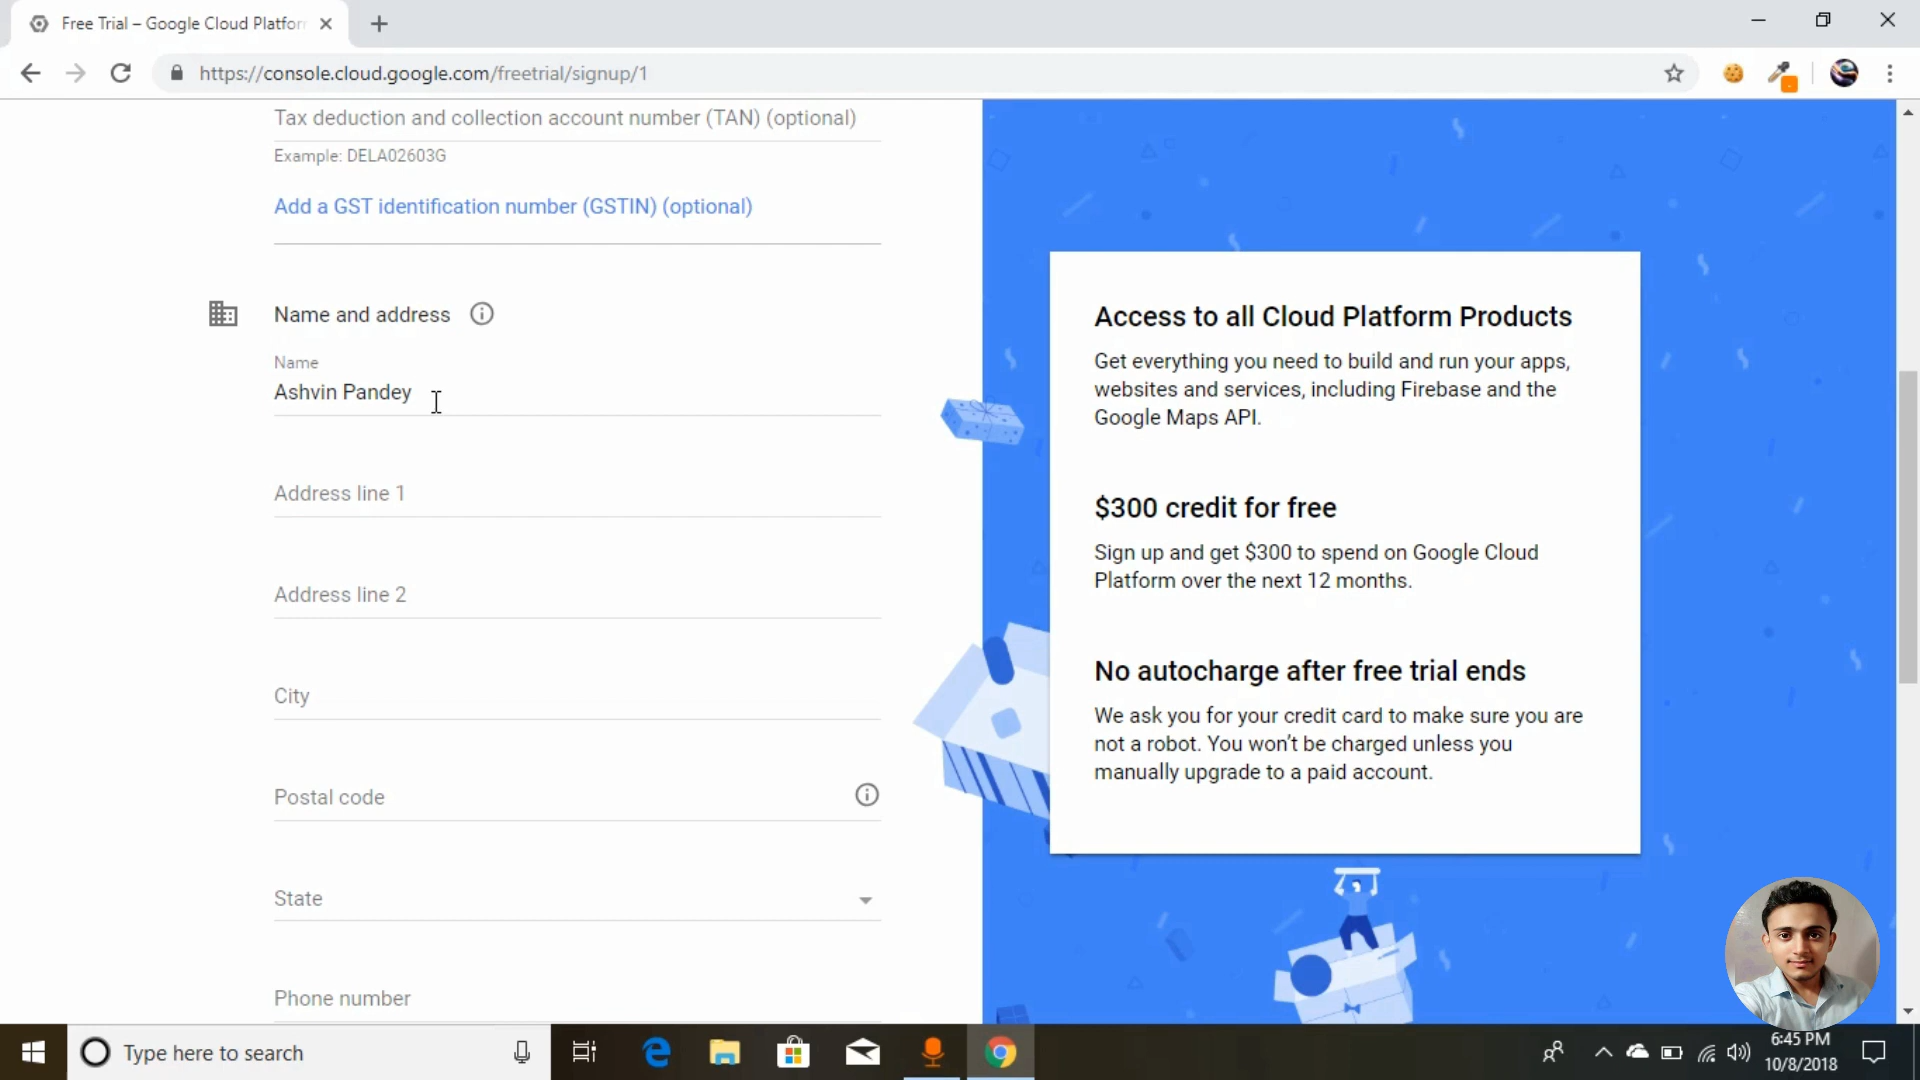 Free Trial – Google Cloud Platfor
https://console.cloud.google.com/freetrial/signup/1
Tax deduction and collection account number (TAN) (optional)
Example: DELA02603G
Add a GST identification number (GSTIN) (optional)
Name and address
Name
Ashvin Pandey
Address line 1
Address line 2
City
Postal code
State
Phone number
Access to all Cloud Platform Products
Get everything you need to build and run your apps,
websites and services, including Firebase and the
Google Maps API.
$300 credit for free
Sign up and get $300 to spend on Google Cloud
Platform over the next 12 months.
No autocharge after free trial ends
We ask you for your credit card to make sure you are
not a robot. You won't be charged unless you
manually upgrade to a paid account.
Type here to search
6:45 PM
10/8/2018